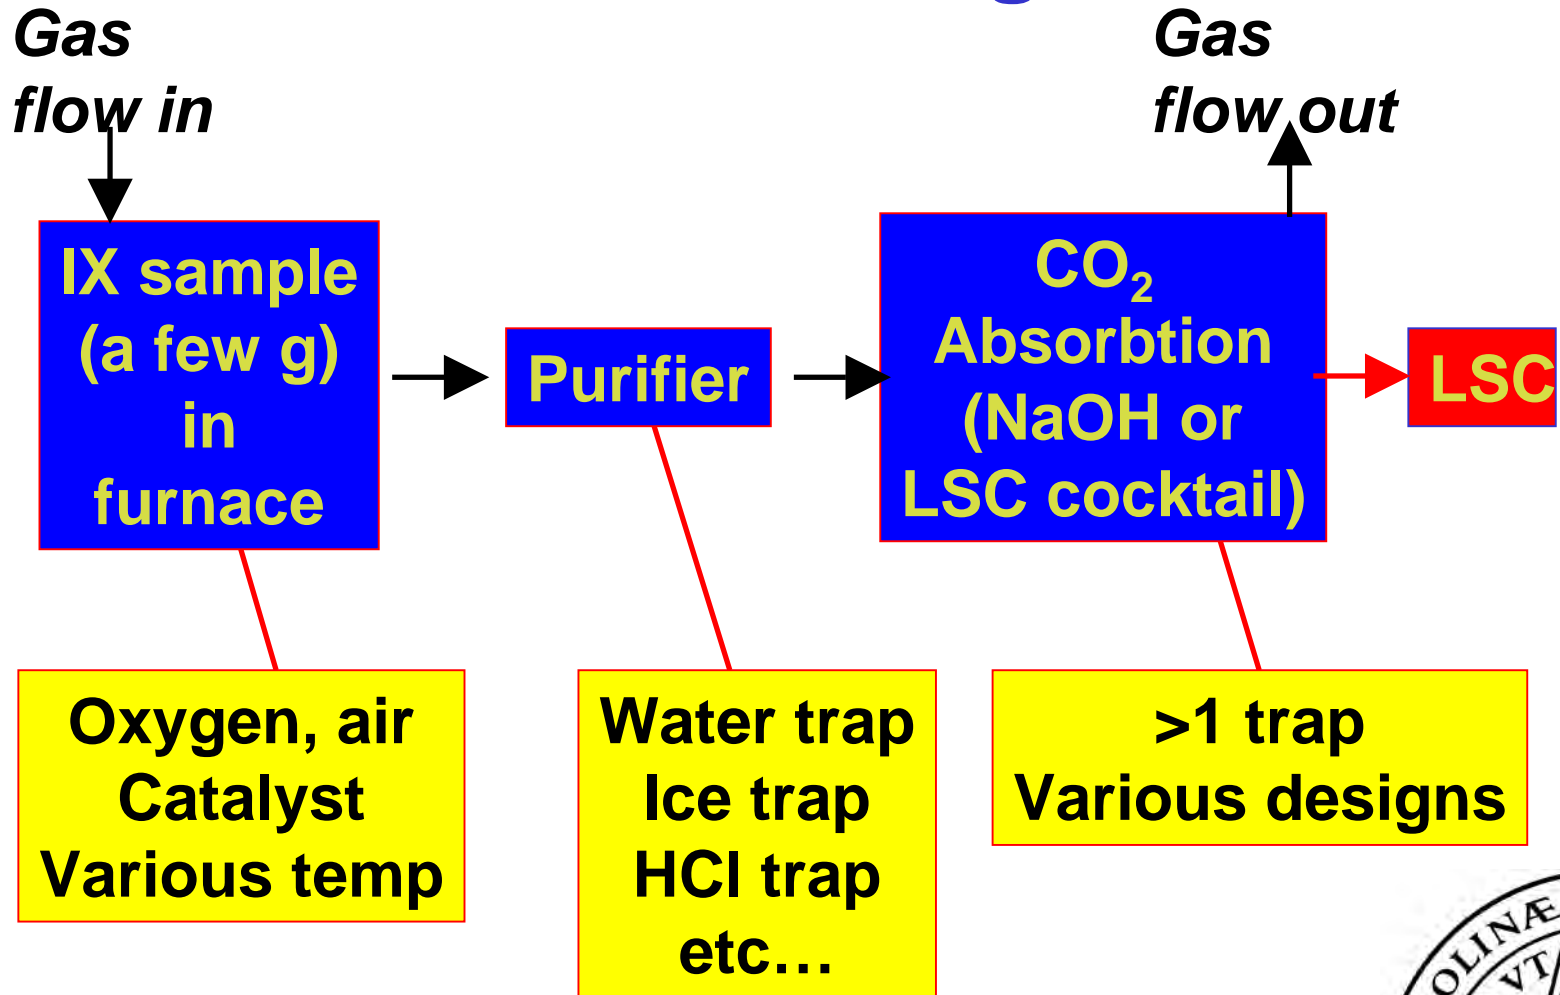 Gas
flow in
Gas
flow out
IX sample
(a few g)
in
furnace
Purifier
CO₂
Absorbtion
(NaOH or
LSC cocktail)
LSC
Oxygen, air
Catalyst
Various temp
Water trap
Ice trap
HCl trap
etc…
>1 trap
Various designs